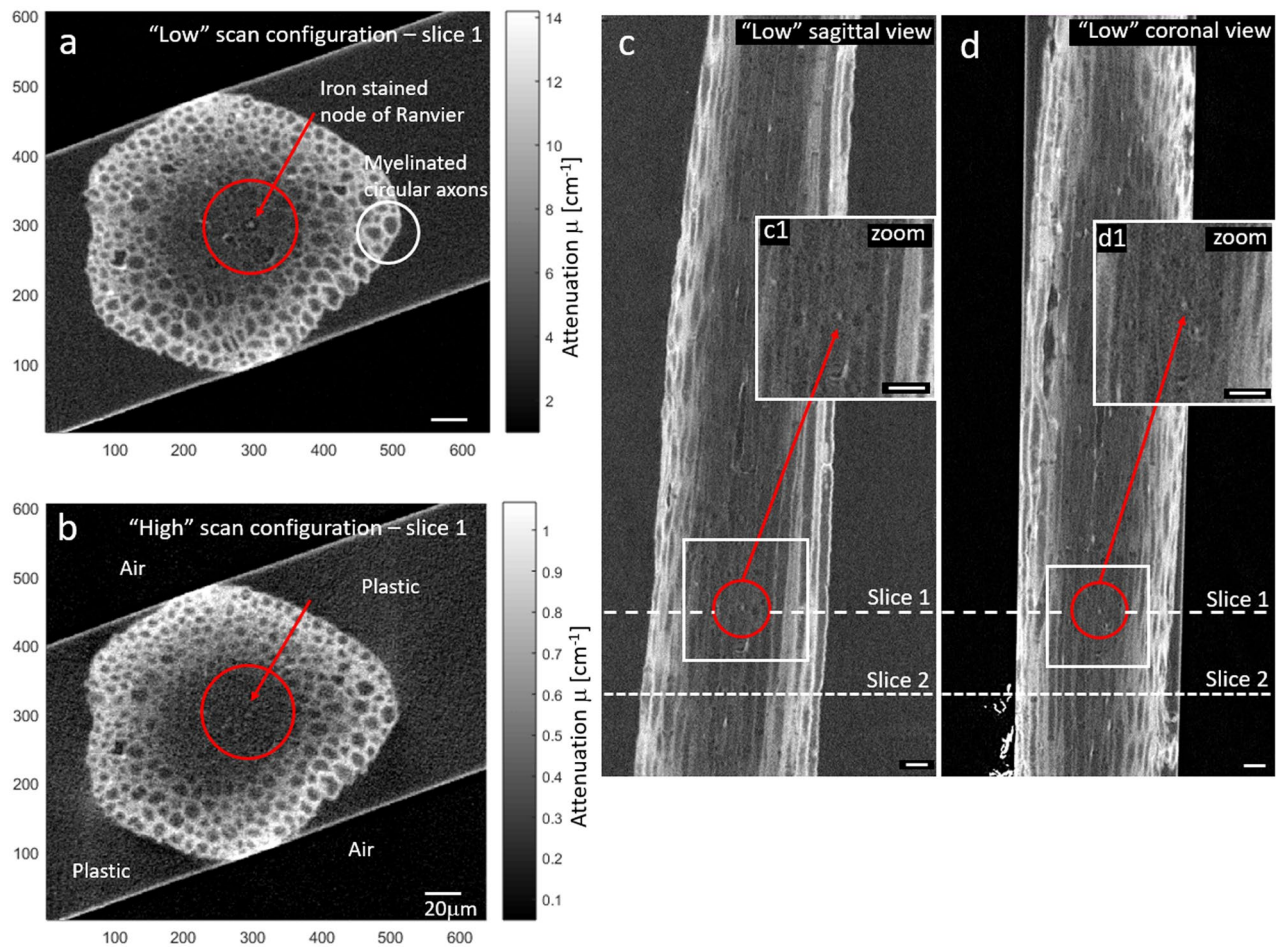 a
"Low" scan configuration – slice 1
Iron stained
node of Ranvier
Myelinated
circular axons
600
500
400
300
200
100
100
200
300
400
500
600
14
12
10
8
6
4
2
Attenuation μ [cm-1]
b
"High" scan configuration – slice 1
Air
Plastic
Plastic
Air
20μm
600
500
400
300
200
100
100
200
300
400
500
600
1
0.9
0.8
0.7
0.6
0.5
0.4
0.3
0.2
0.1
Attenuation μ [cm-1]
c
"Low" sagittal view
c1
zoom
Slice 1
Slice 2
d
"Low" coronal view
d1
zoom
Slice 1
Slice 2